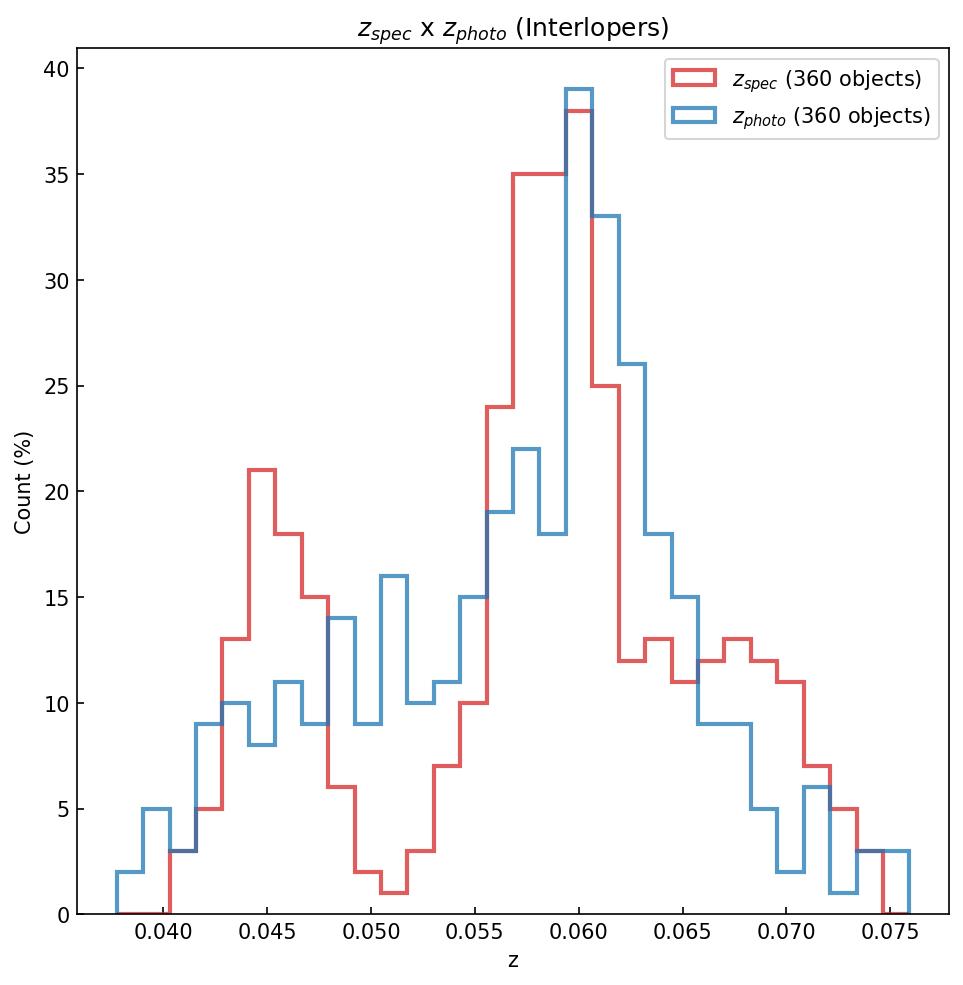 z_spec x z_photo (Interlopers)
z_spec (360 objects)
z_photo (360 objects)
Count (%)
40
35
30
25
20
15
10
5
0
0.040 0.045 0.050 0.055 0.060 0.065 0.070 0.075
z